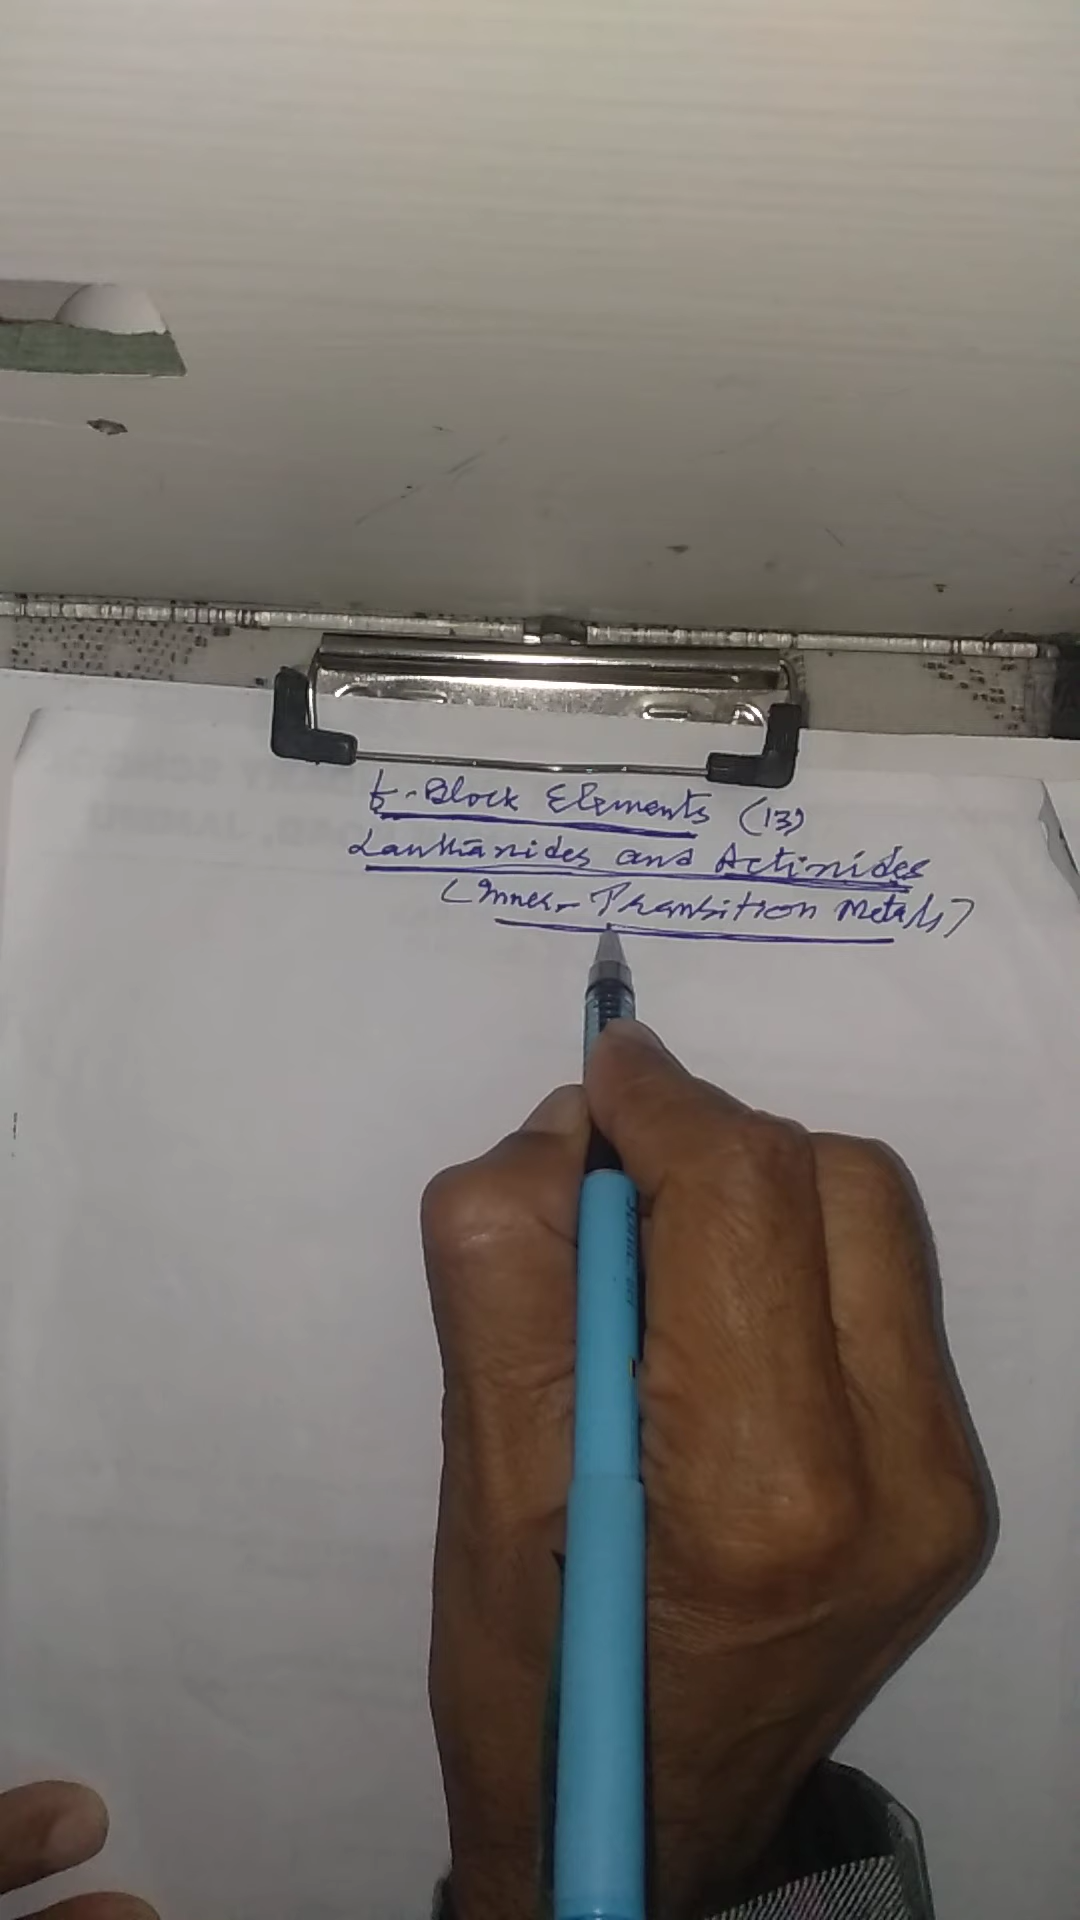 f-Block Elements (13)
Lanthanides and Actinides
(Inner-Transition Metals)